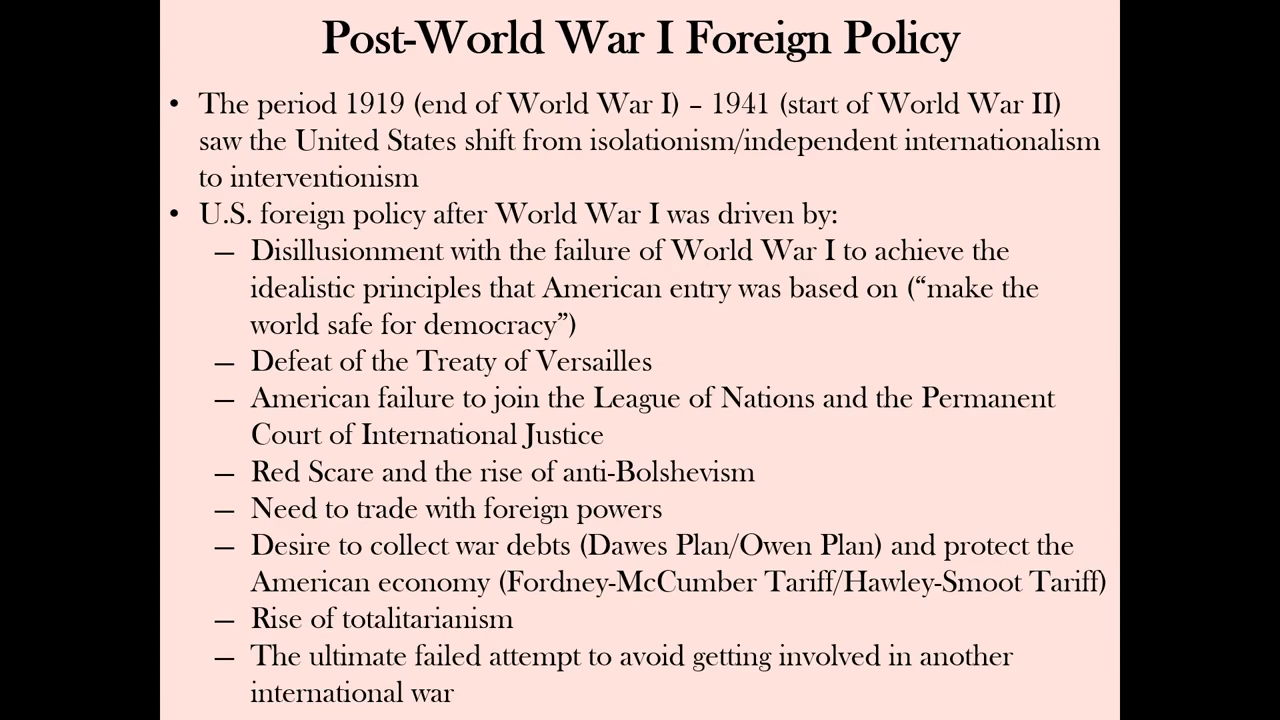 Post-World War I Foreign Policy
• The period 1919 (end of World War I) – 1941 (start of World War II)
saw the United States shift from isolationism/independent internationalism
to interventionism
• U.S. foreign policy after World War I was driven by:
– Disillusionment with the failure of World War I to achieve the
idealistic principles that American entry was based on (“make the
world safe for democracy”)
– Defeat of the Treaty of Versailles
– American failure to join the League of Nations and the Permanent
Court of International Justice
– Red Scare and the rise of anti-Bolshevism
– Need to trade with foreign powers
– Desire to collect war debts (Dawes Plan/Owen Plan) and protect the
American economy (Fordney-McCumber Tariff/Hawley-Smoot Tariff)
– Rise of totalitarianism
– The ultimate failed attempt to avoid getting involved in another
international war